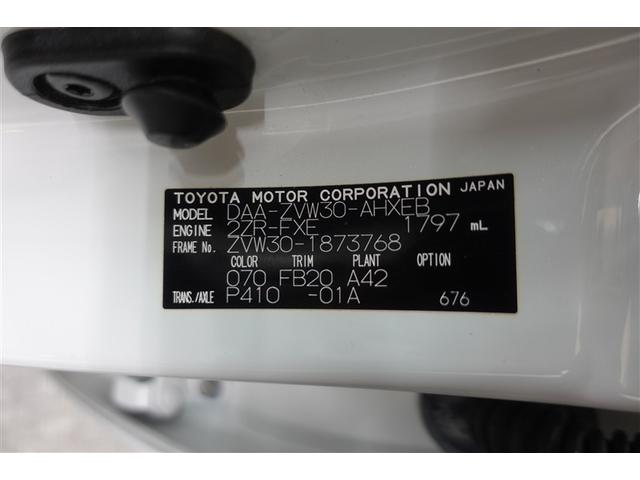 TOYOTA MOTOR CORPORATION JAPAN
MODEL DAA-ZVW30-AHXEB
ENGINE 2ZR-FXE 1797 mL
FRAME No. ZVW30-1873768
COLOR TRIM PLANT OPTION
070 FB20 A42
TRANS./AXLE P410 -01A 676